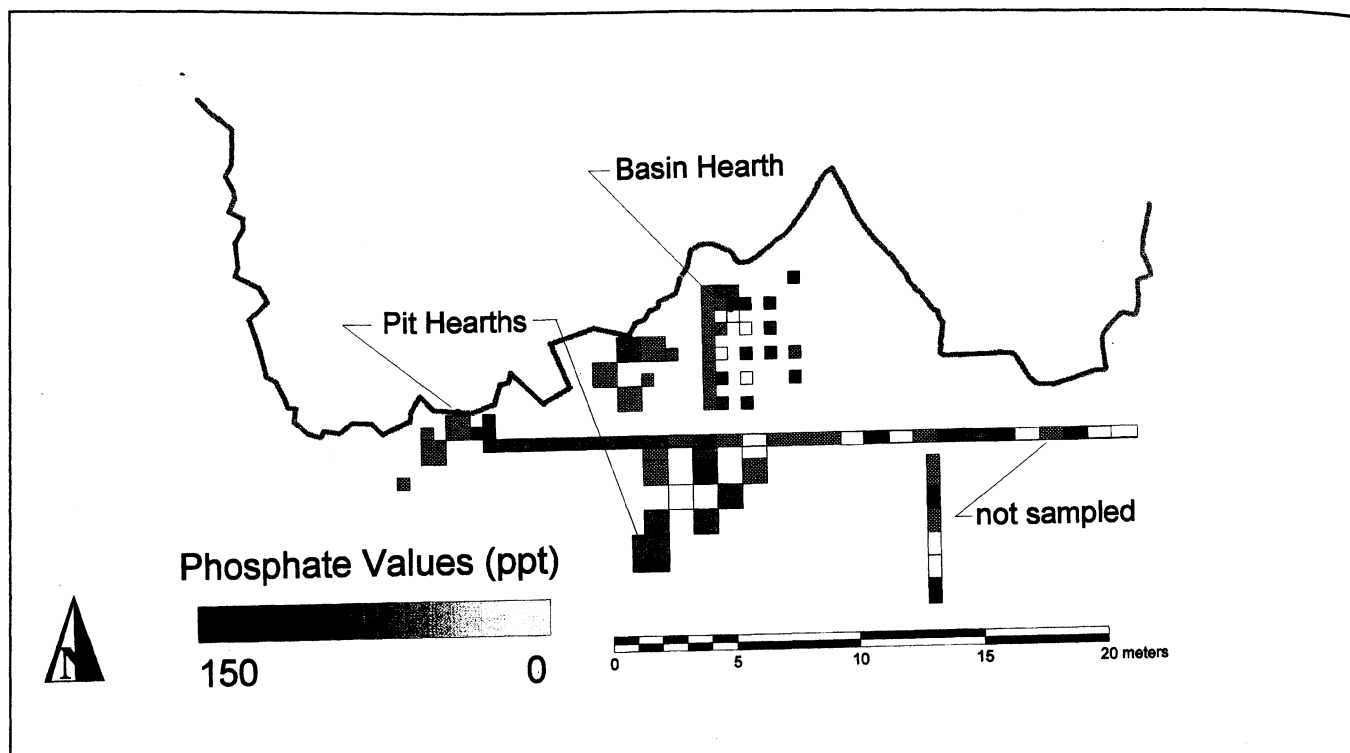 Basin Hearth
Pit Hearths
not sampled
Phosphate Values (ppt)
150 0
N
0 5 10 15 20 meters